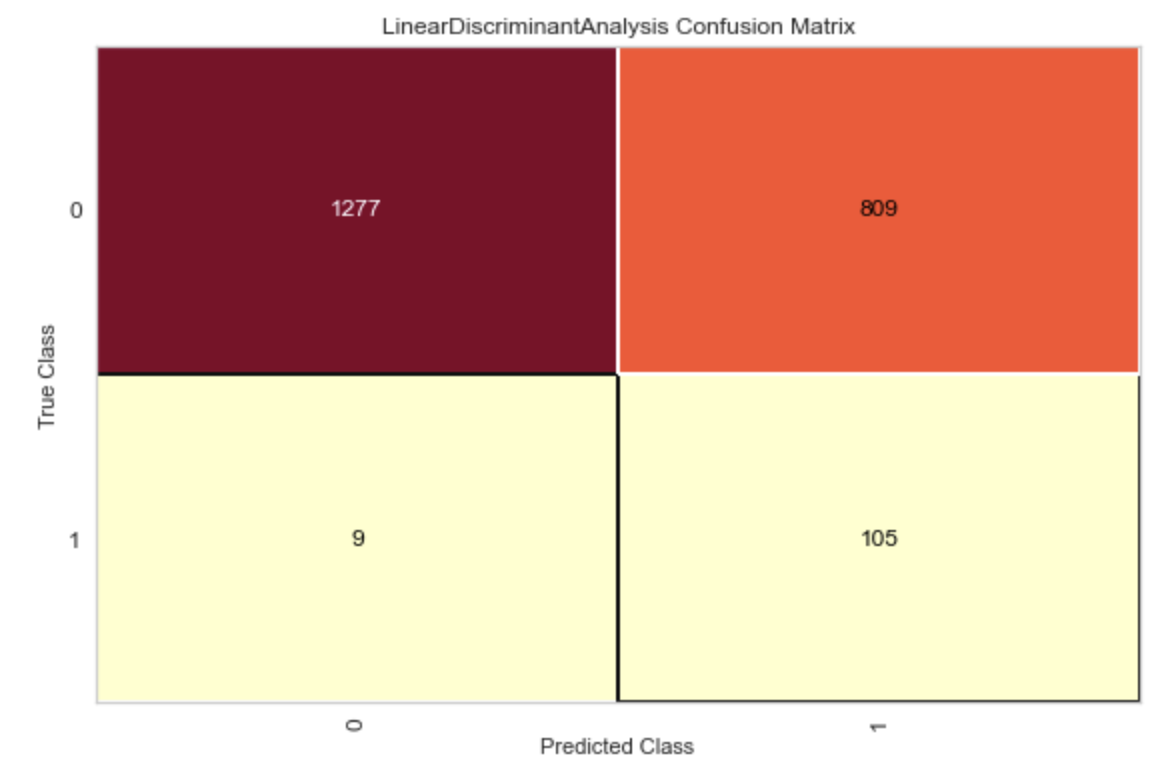 LinearDiscriminantAnalysis Confusion Matrix
0
1277
809
True Class
1
9
105
0
1
Predicted Class